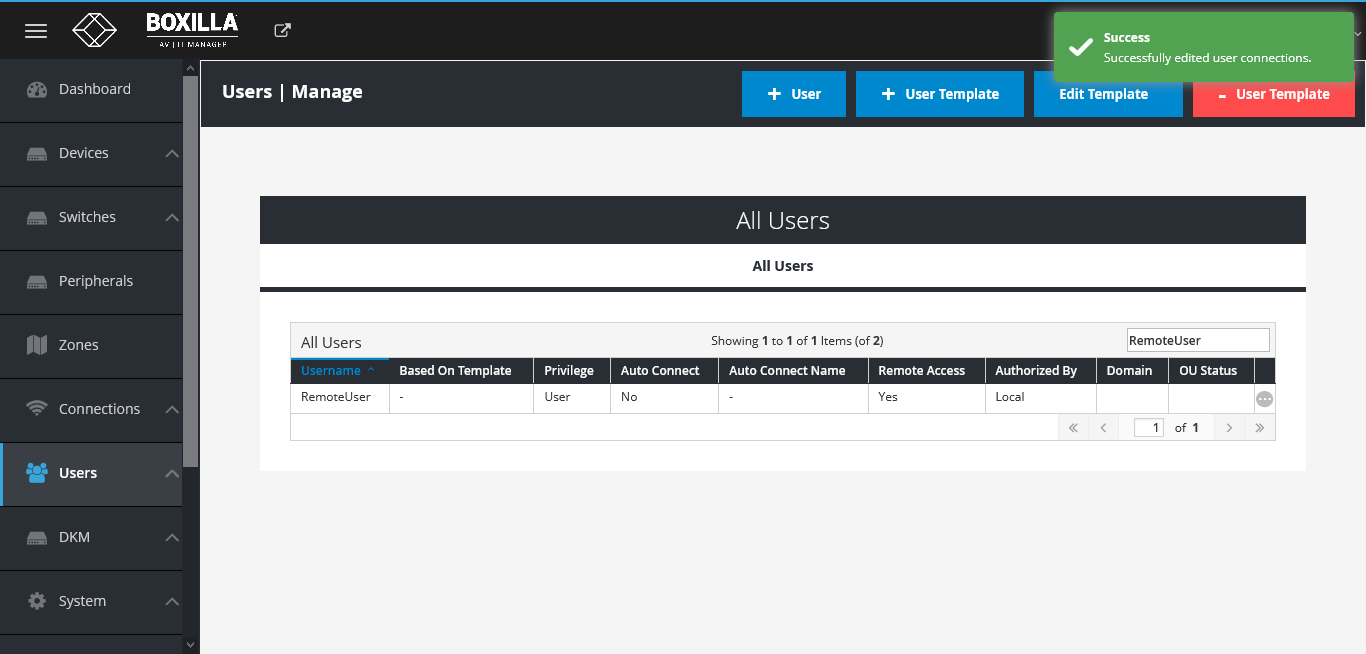 BOXILLA
AV | IT MANAGER
Success
Successfully edited user connections.
Dashboard
Devices
Switches
Peripherals
Zones
Connections
Users
DKM
System
Users | Manage
+ User
+ User Template
Edit Template
- User Template
All Users
All Users
All Users
Showing 1 to 1 of 1 Items (of 2)
RemoteUser
Username Based On Template Privilege Auto Connect Auto Connect Name Remote Access Authorized By Domain OU Status
RemoteUser - User No - Yes Local
« ‹ 1 of 1 › »